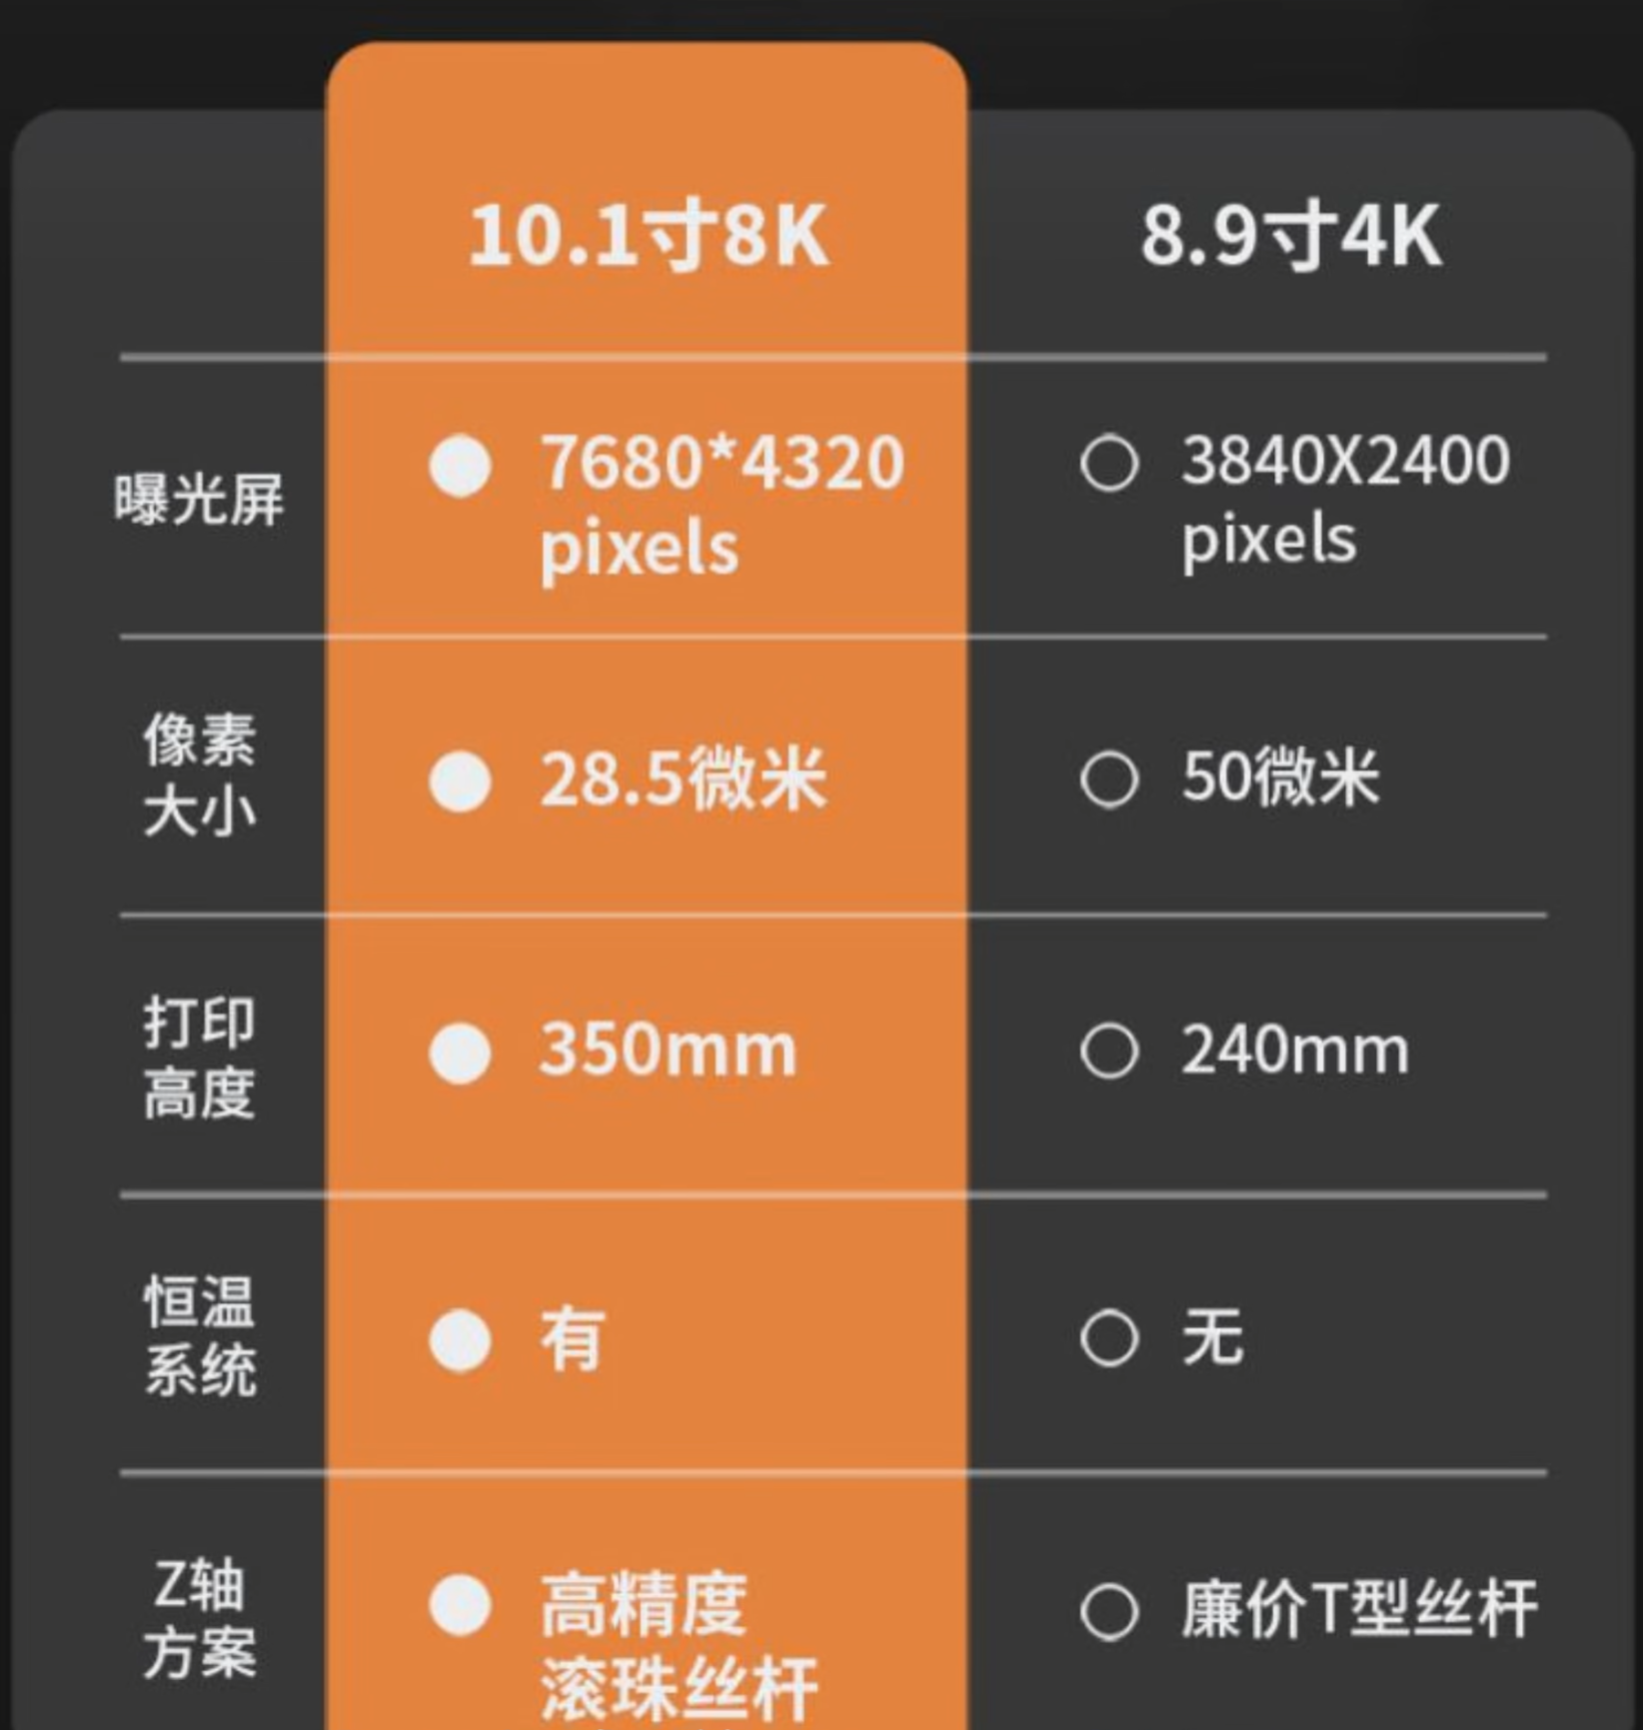 10.1寸8K
8.9寸4K
曝光屏
7680*4320
pixels
3840X2400
pixels
像素
大小
28.5微米
50微米
打印
高度
350mm
240mm
恒温
系统
有
无
Z轴
方案
高精度
滚珠丝杆
廉价T型丝杆